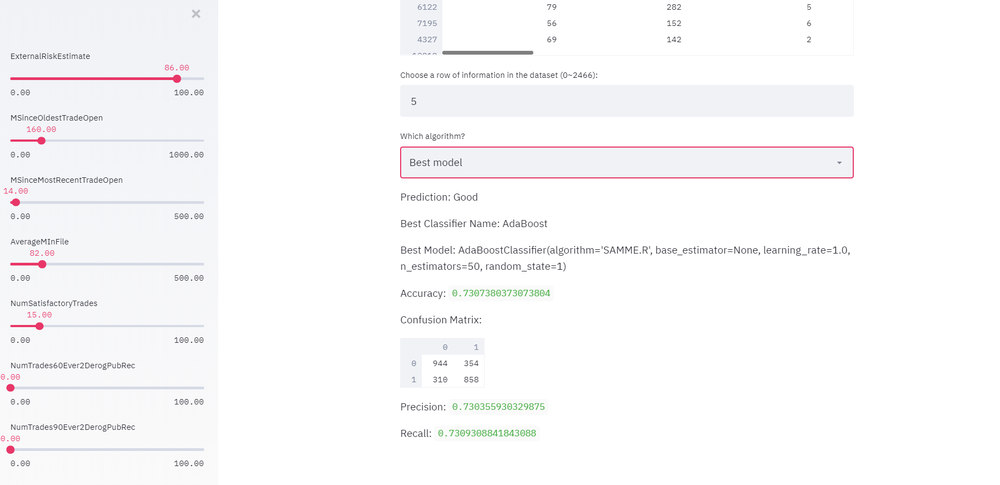 ×
ExternalRiskEstimate
86.00
0.00 100.00
MSinceOldestTradeOpen
160.00
0.00 1000.00
MSinceMostRecentTradeOpen
14.00
0.00 500.00
AverageMInFile
82.00
0.00 500.00
NumSatisfactoryTrades
15.00
0.00 100.00
NumTrades60Ever2DerogPubRec
0.00
0.00 100.00
NumTrades90Ever2DerogPubRec
0.00
0.00 100.00
6122 79 282 5
7195 56 152 6
4327 69 142 2
Choose a row of information in the dataset (0~2466):
5
Which algorithm?
Best model
Prediction: Good
Best Classifier Name: AdaBoost
Best Model: AdaBoostClassifier(algorithm='SAMME.R', base_estimator=None, learning_rate=1.0,
n_estimators=50, random_state=1)
Accuracy: 0.7307380373073804
Confusion Matrix:
0 1
0 944 354
1 310 858
Precision: 0.730355930329875
Recall: 0.7309308841843088